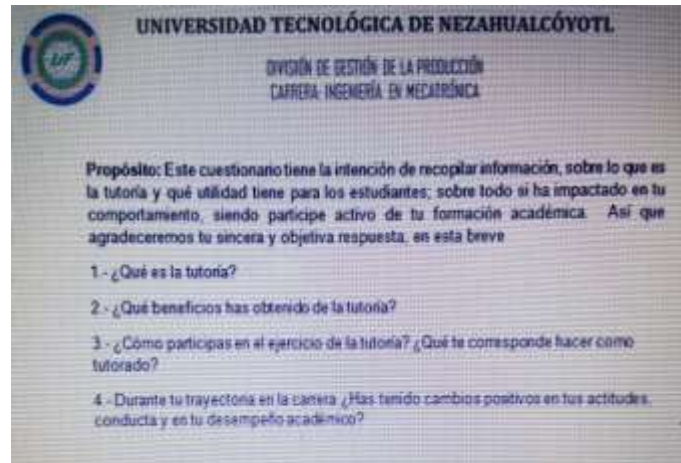 UNIVERSIDAD TECNOLÓGICA DE NEZAHUALCÓYOTL
UT
DIVISIÓN DE GESTIÓN DE LA PRODUCCIÓN
CARRERA: INGENIERÍA EN MECATRÓNICA
Propósito: Este cuestionario tiene la intención de recopilar información, sobre lo que es
la tutoría y qué utilidad tiene para los estudiantes; sobre todo si ha impactado en tu
comportamiento, siendo participe activo de tu formación académica. Así que
agradeceremos tu sincera y objetiva respuesta, en esta breve
1.- ¿Qué es la tutoría?
2.- ¿Qué beneficios has obtenido de la tutoría?
3.- ¿Cómo participas en el ejercicio de la tutoría? ¿Qué te corresponde hacer como
tutorado?
4.- Durante tu trayectoria en la carrera ¿Has tenido cambios positivos en tus actitudes,
conducta y en tu desempeño académico?